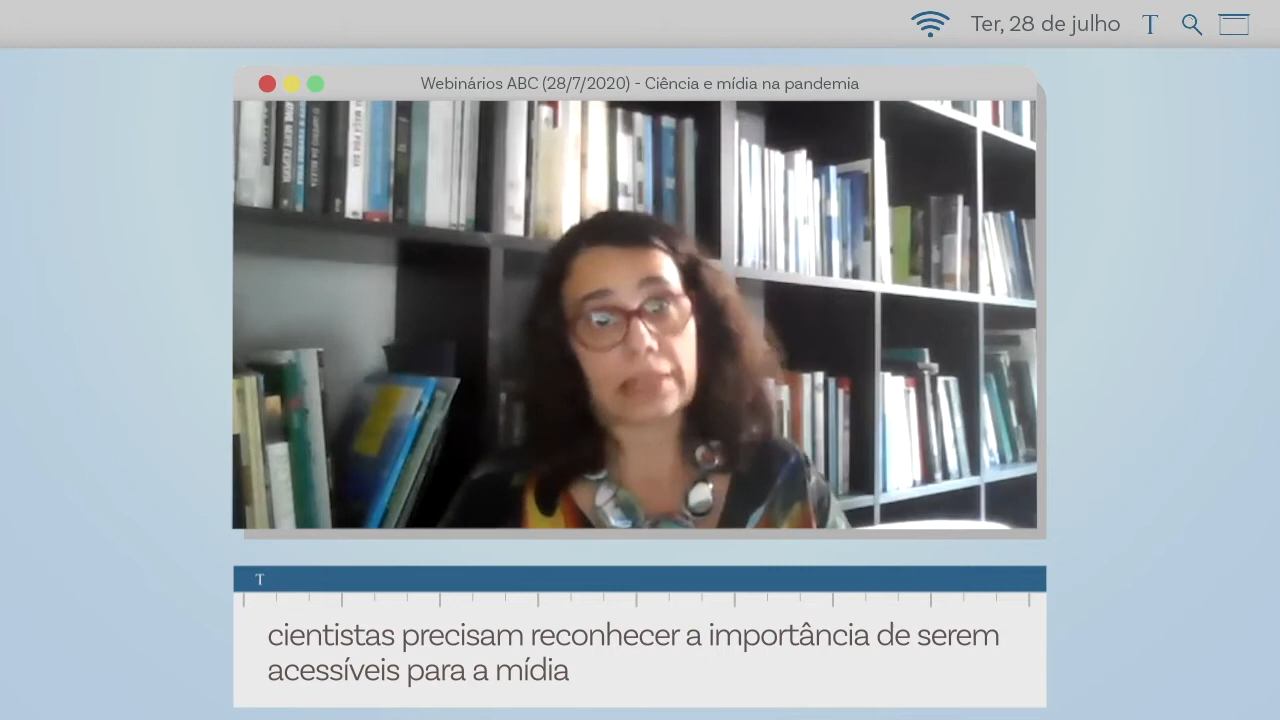 Ter, 28 de julho T
Webinários ABC (28/7/2020) - Ciência e mídia na pandemia
T
cientistas precisam reconhecer a importância de serem
acessíveis para a mídia